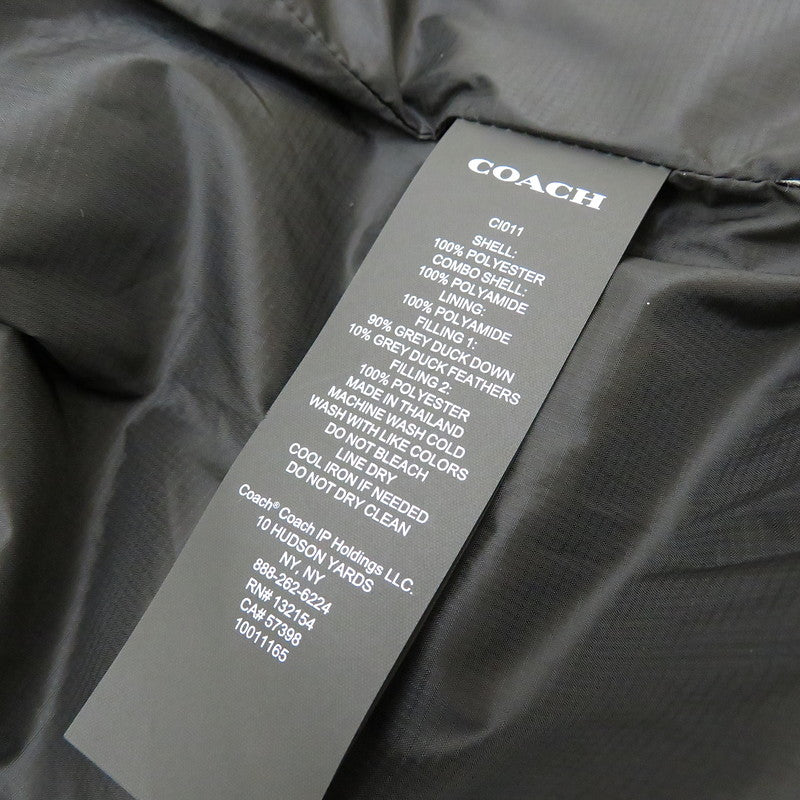 COACH
CI011
SHELL:
100% POLYESTER
COMBO SHELL:
100% POLYAMIDE
LINING:
100% POLYAMIDE
FILLING 1:
90% GREY DUCK DOWN
10% GREY DUCK FEATHERS
FILLING 2:
100% POLYESTER
MADE IN THAILAND
MACHINE WASH COLD
WASH WITH LIKE COLORS
DO NOT BLEACH
LINE DRY
COOL IRON IF NEEDED
DO NOT DRY CLEAN
Coach® Coach IP Holdings LLC.
10 HUDSON YARDS
NY, NY
888-262-6224
RN# 132154
CA# 57398
10011165